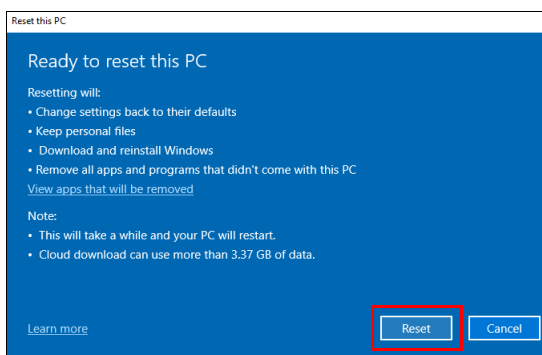 Reset this PC
Ready to reset this PC
Resetting will:
• Change settings back to their defaults
• Keep personal files
• Download and reinstall Windows
• Remove all apps and programs that didn't come with this PC
View apps that will be removed
Note:
• This will take a while and your PC will restart.
• Cloud download can use more than 3.37 GB of data.
Learn more
Reset
Cancel